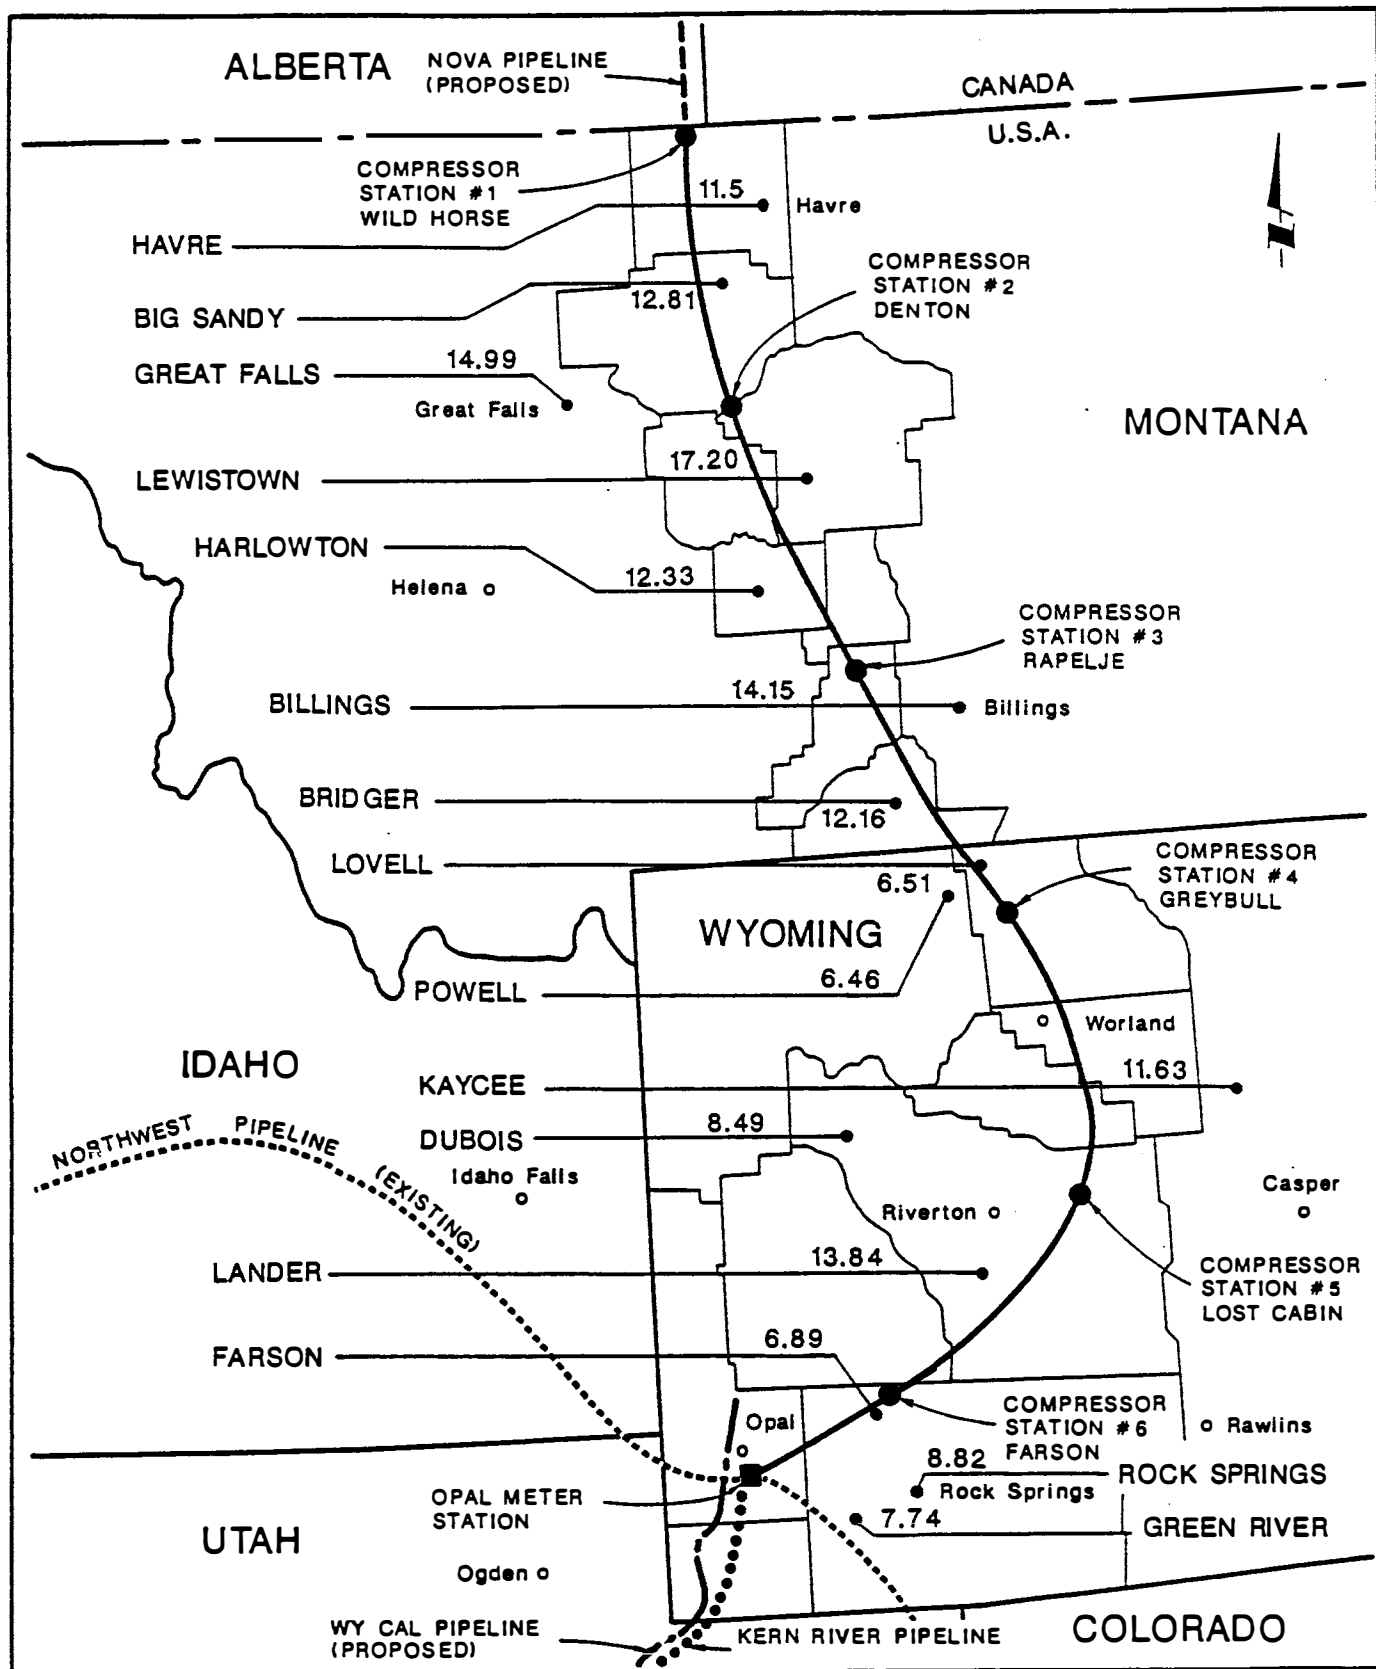 ALBERTA
NOVA PIPELINE
(PROPOSED)
CANADA
U.S.A.
COMPRESSOR
STATION #1
WILD HORSE
11.5
Havre
HAVRE
COMPRESSOR
STATION #2
DENTON
12.81
BIG SANDY
14.99
GREAT FALLS
Great Falls
MONTANA
17.20
LEWISTOWN
HARLOWTON
12.33
Helena
COMPRESSOR
STATION #3
RAPELJE
14.15
BILLINGS
Billings
BRIDGER
12.16
LOVELL
6.51
COMPRESSOR
STATION #4
GREYBULL
WYOMING
6.46
POWELL
Worland
IDAHO
11.63
KAYCEE
NORTHWEST PIPELINE (EXISTING)
8.49
DUBOIS
Idaho Falls
Riverton
Casper
13.84
LANDER
COMPRESSOR
STATION #5
LOST CABIN
6.89
FARSON
COMPRESSOR
STATION #6
FARSON
Opal
Rawlins
8.82
ROCK SPRINGS
Rock Springs
OPAL METER
STATION
7.74
GREEN RIVER
UTAH
Ogden
WY CAL PIPELINE
(PROPOSED)
KERN RIVER PIPELINE
COLORADO